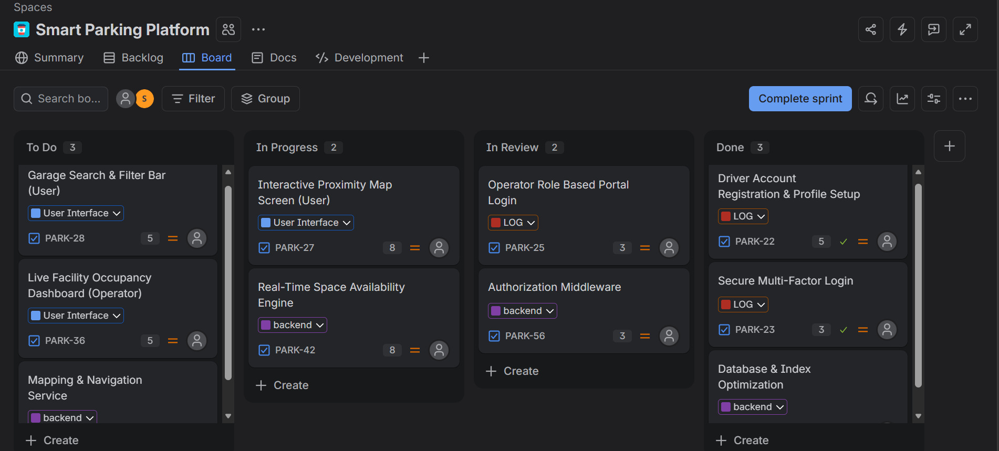 Spaces
Smart Parking Platform
Summary
Backlog
Board
Docs
Development
Search bo...
S
Filter
Group
Complete sprint
To Do 3
Garage Search & Filter Bar
(User)
User Interface
PARK-28 5
Live Facility Occupancy
Dashboard (Operator)
User Interface
PARK-36 5
Mapping & Navigation
Service
backend
Create
In Progress 2
Interactive Proximity Map
Screen (User)
User Interface
PARK-27 8
Real-Time Space Availability
Engine
backend
PARK-42 8
Create
In Review 2
Operator Role Based Portal
Login
LOG
PARK-25 3
Authorization Middleware
backend
PARK-56 3
Create
Done 3
Driver Account
Registration & Profile Setup
LOG
PARK-22 5
Secure Multi-Factor Login
LOG
PARK-23 3
Database & Index
Optimization
backend
Create